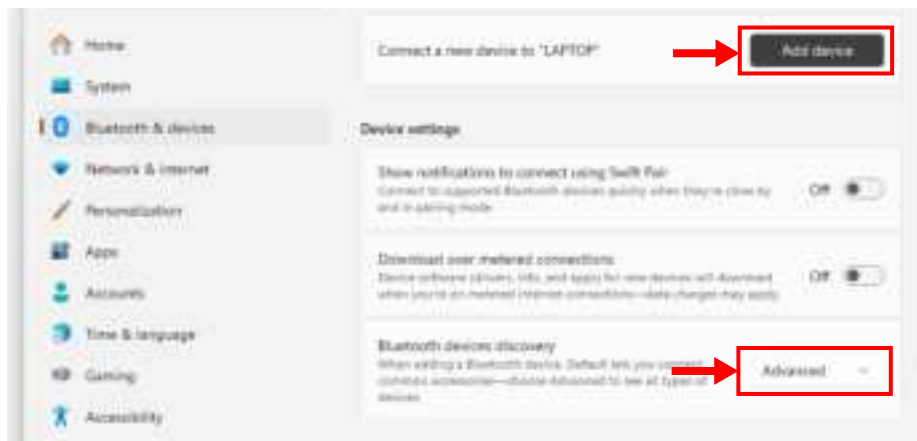 Home
System
Bluetooth & devices
Network & internet
Personalization
Apps
Accounts
Time & language
Gaming
Accessibility
Connect a new device to "LAPTOP"
Add device
Device settings
Show notifications to connect using Swift Pair
Connect to supported Bluetooth devices quickly when they're close by
and in pairing mode
Off
Download over metered connections
Device software (drivers, info, and apps) for new devices will download
when you're on metered internet connections—data charges may apply
Off
Bluetooth devices discovery
When adding a Bluetooth device. Default lets you connect
common accessories—choose Advanced to see all types of
devices
Advanced